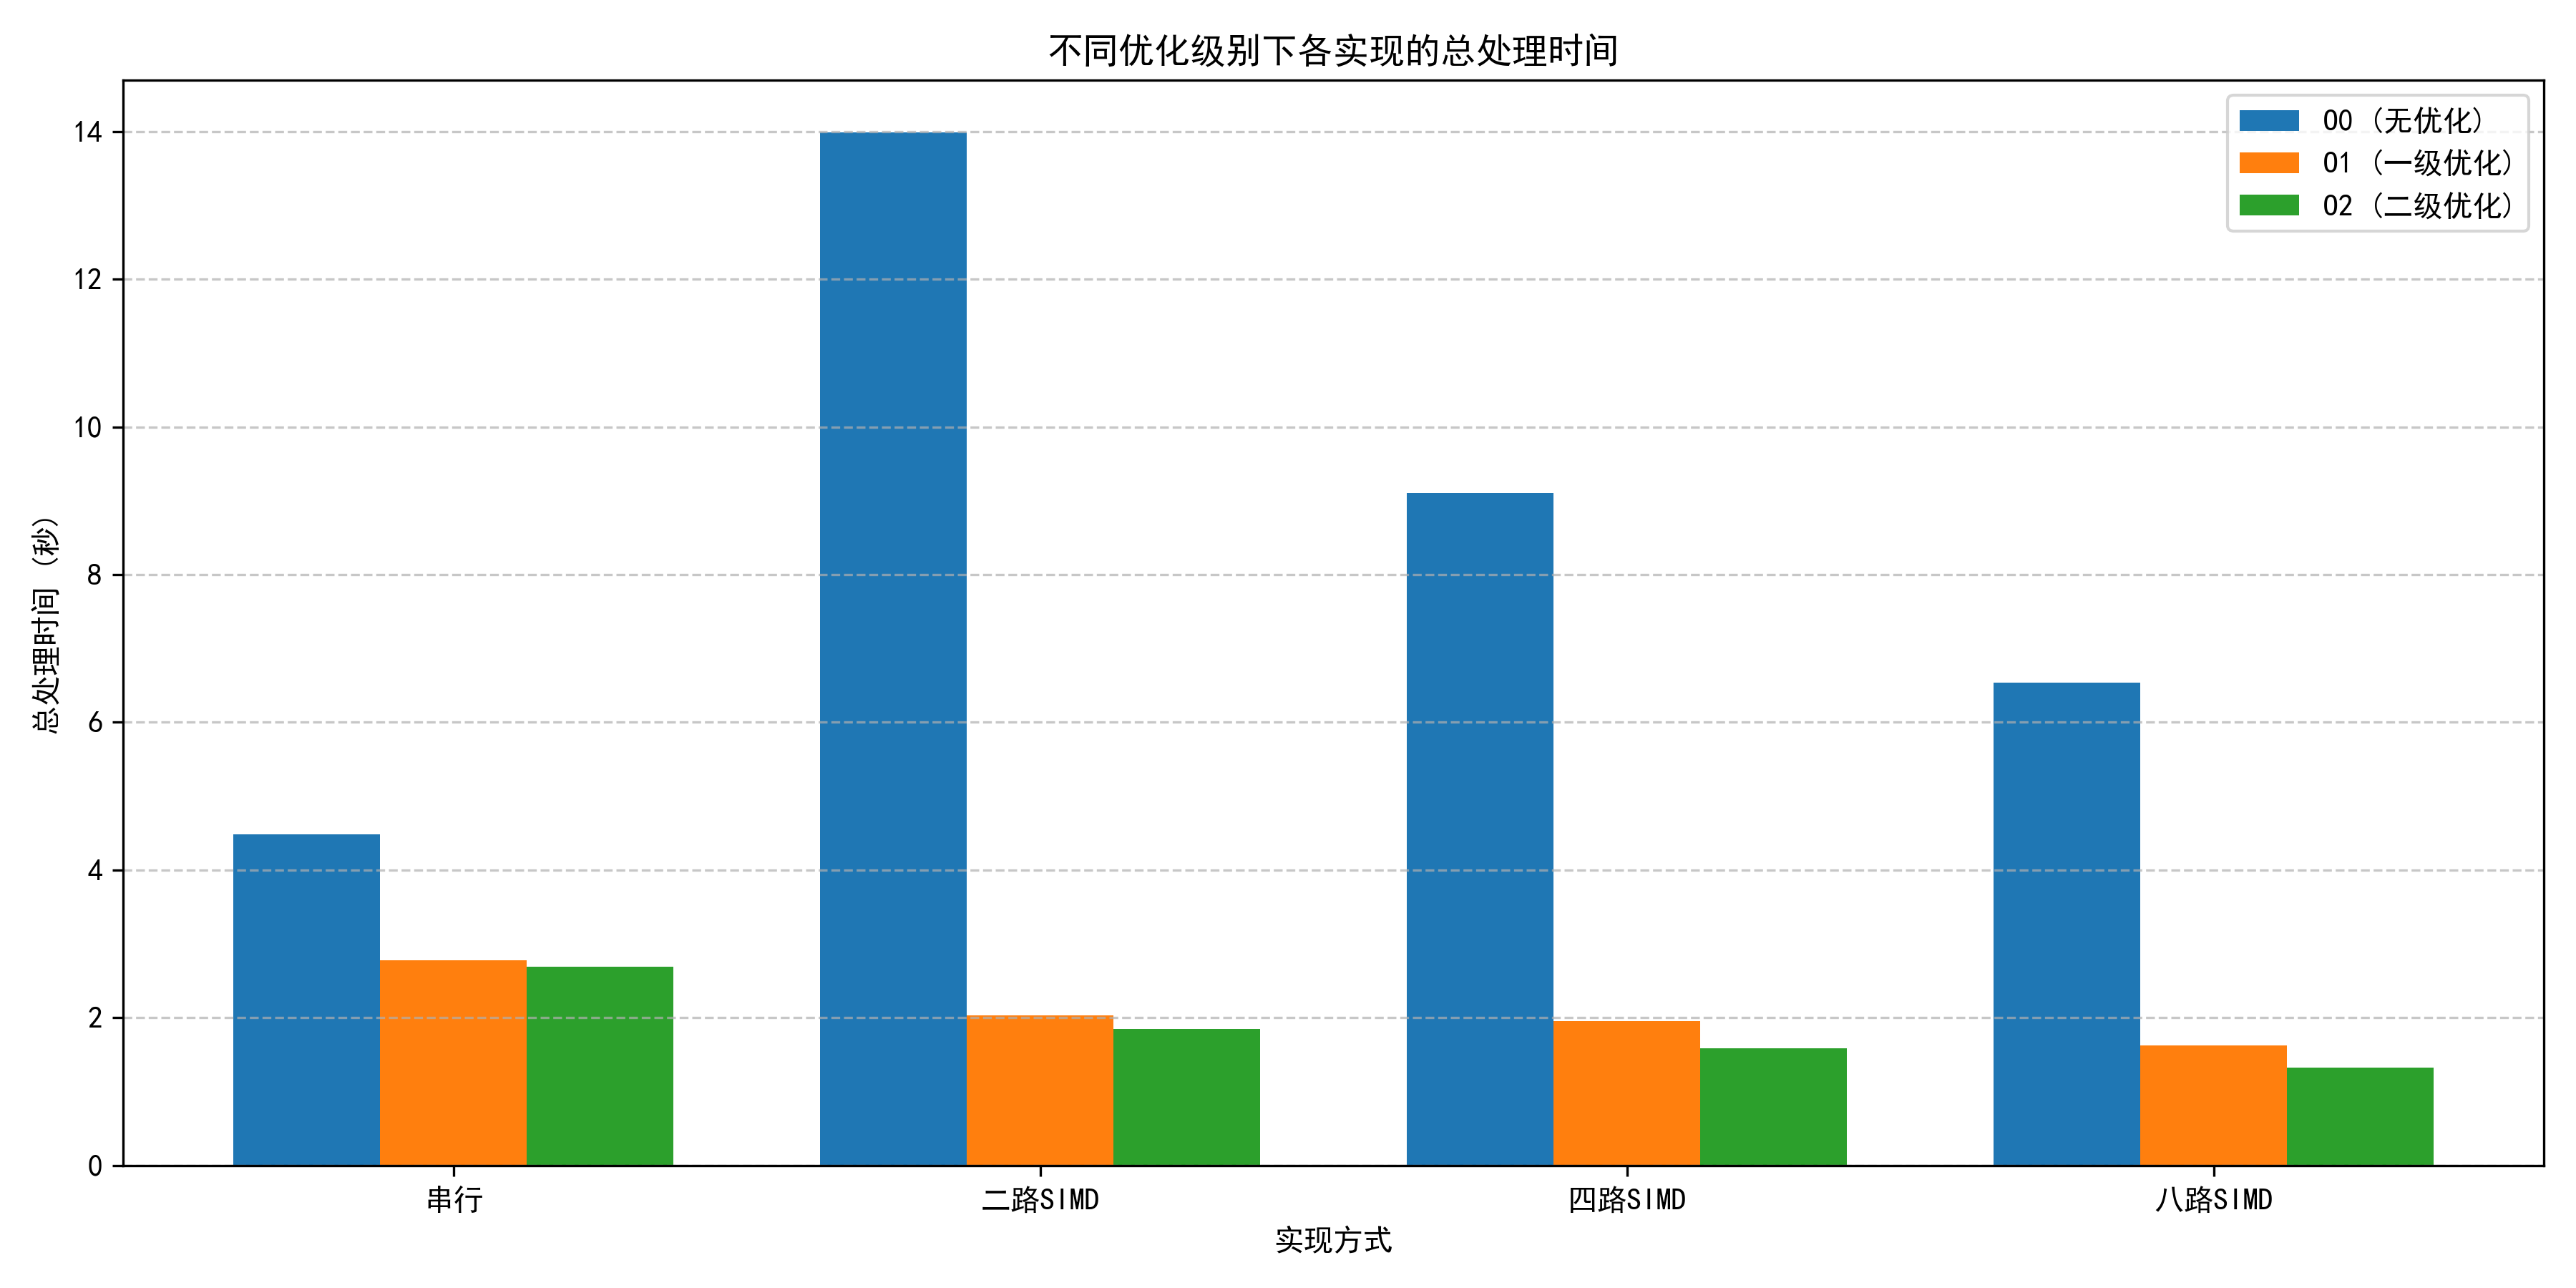 不同优化级别下各实现的总处理时间
O0 (无优化)
O1 (一级优化)
O2 (二级优化)
总处理时间 (秒)
14
12
10
8
6
4
2
0
串行
二路SIMD
四路SIMD
八路SIMD
实现方式